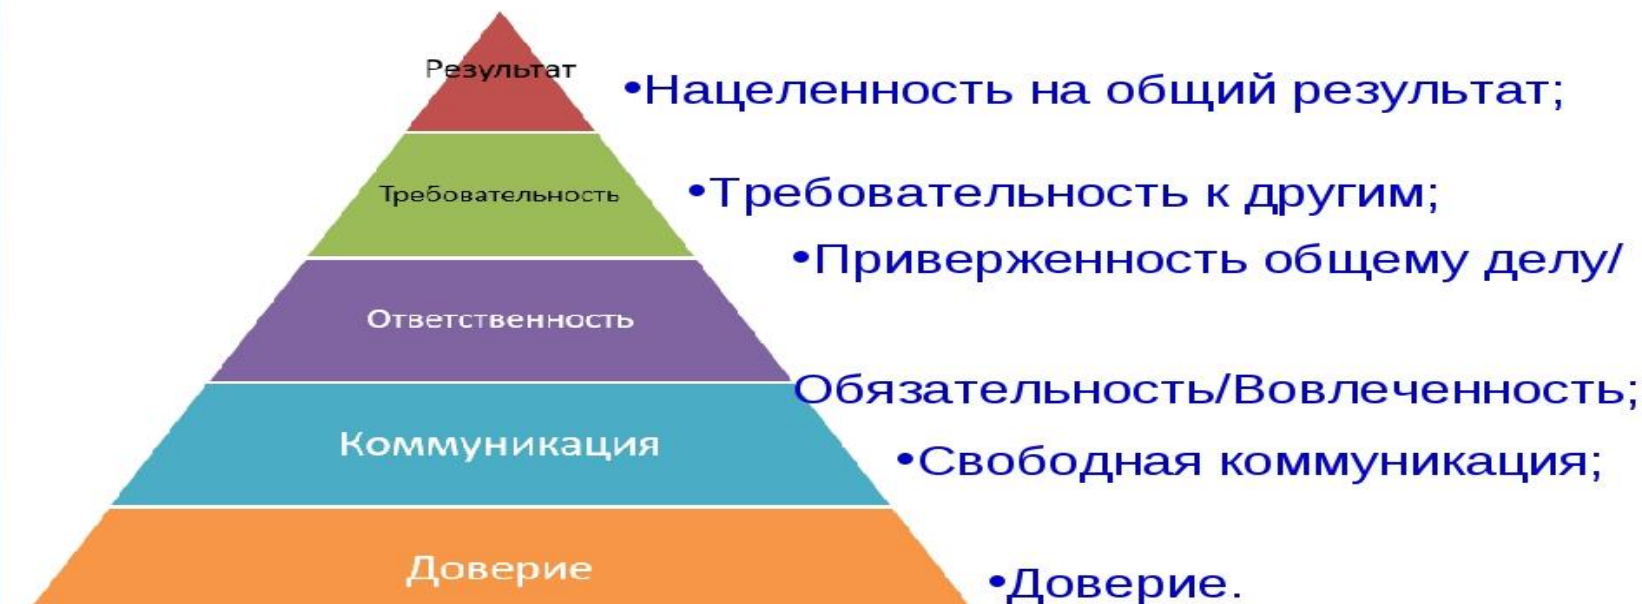 Результат
•Нацеленность на общий результат;
Требовательность
•Требовательность к другим;
•Приверженность общему делу/
Ответственность
Обязательность/Вовлеченность;
Коммуникация
•Свободная коммуникация;
Доверие
•Доверие.